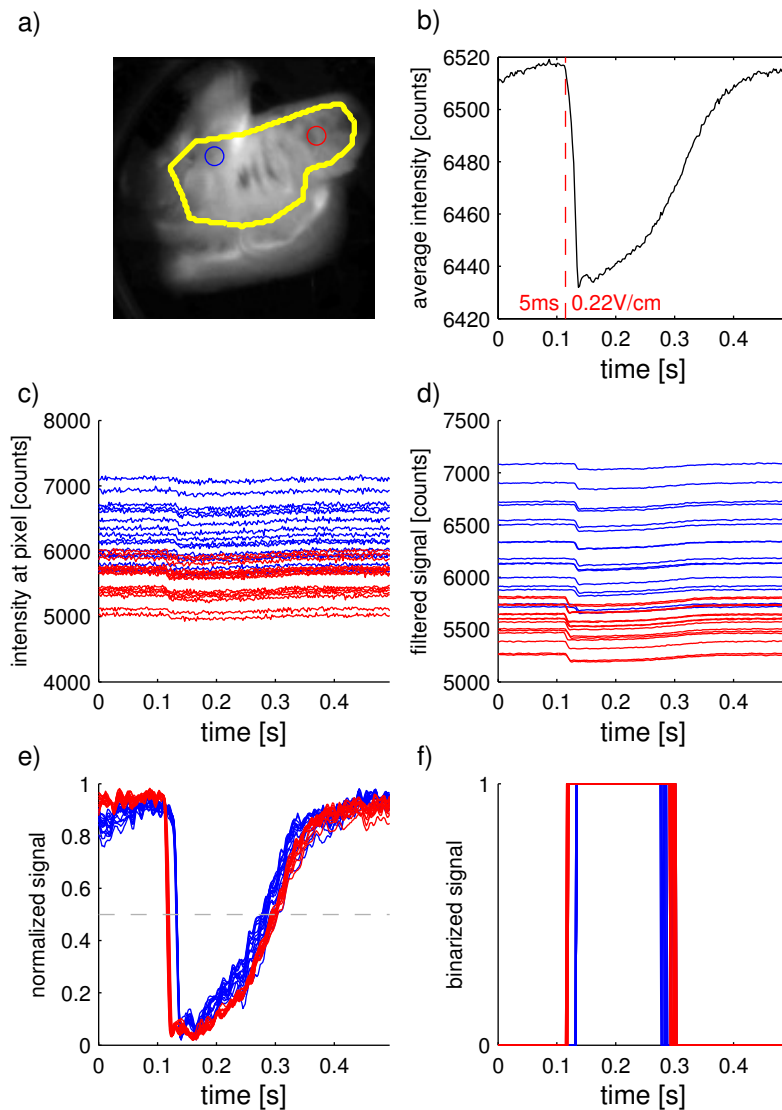 a)
b)
6520
6500
6480
6460
6440
6420
average intensity [counts]
5ms 0.22V/cm
0 0.1 0.2 0.3 0.4
time [s]
c)
8000
7000
6000
5000
4000
intensity at pixel [counts]
0 0.1 0.2 0.3 0.4
time [s]
d)
7500
7000
6500
6000
5500
5000
filtered signal [counts]
0 0.1 0.2 0.3 0.4
time [s]
e)
1
0.8
0.6
0.4
0.2
0
normalized signal
0 0.1 0.2 0.3 0.4
time [s]
f)
1
0
binarized signal
0 0.1 0.2 0.3 0.4
time [s]